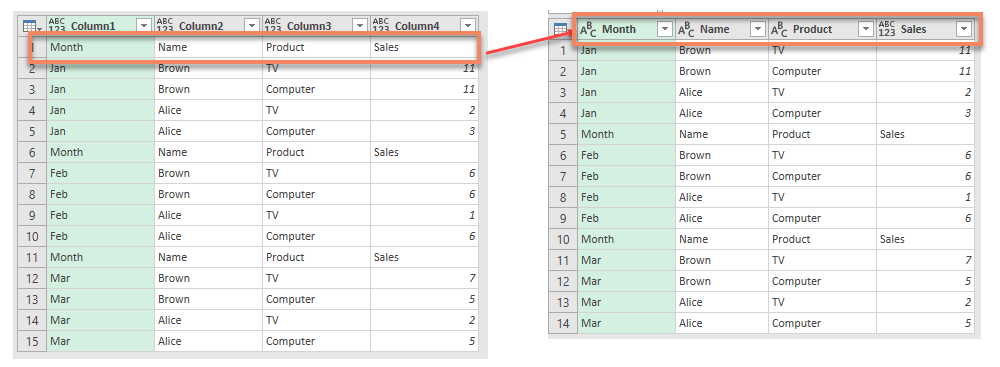 ABC 123 Column1 ABC 123 Column2 ABC 123 Column3 ABC 123 Column4
1 Month Name Product Sales
2 Jan Brown TV 11
3 Jan Brown Computer 11
4 Jan Alice TV 2
5 Jan Alice Computer 3
6 Month Name Product Sales
7 Feb Brown TV 6
8 Feb Brown Computer 6
9 Feb Alice TV 1
10 Feb Alice Computer 6
11 Month Name Product Sales
12 Mar Brown TV 7
13 Mar Brown Computer 5
14 Mar Alice TV 2
15 Mar Alice Computer 5
ABC Month ABC Name ABC Product ABC 123 Sales
1 Jan Brown TV 11
2 Jan Brown Computer 11
3 Jan Alice TV 2
4 Jan Alice Computer 3
5 Month Name Product Sales
6 Feb Brown TV 6
7 Feb Brown Computer 6
8 Feb Alice TV 1
9 Feb Alice Computer 6
10 Month Name Product Sales
11 Mar Brown TV 7
12 Mar Brown Computer 5
13 Mar Alice TV 2
14 Mar Alice Computer 5